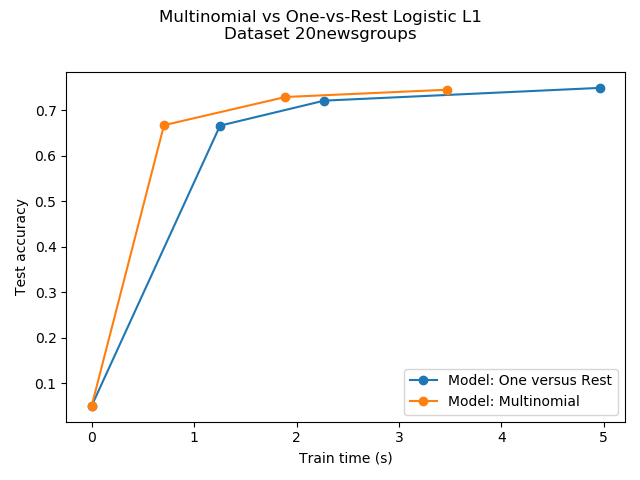 Multinomial vs One-vs-Rest Logistic L1
Dataset 20newsgroups
0.7
0.6
0.5
0.4
0.3
0.2
0.1
Test accuracy
Model: One versus Rest
Model: Multinomial
0 1 2 3 4 5
Train time (s)